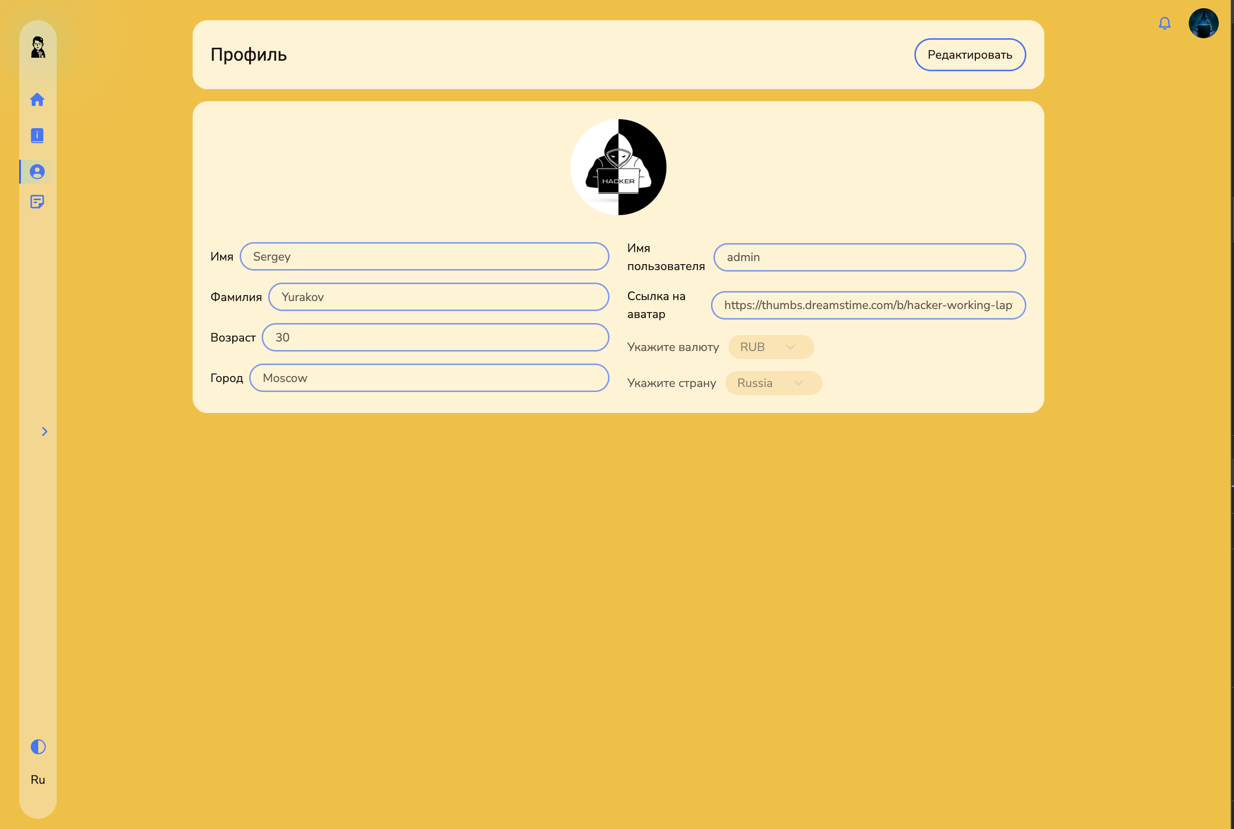 Профиль
Редактировать
HACKER
Имя
Sergey
Фамилия
Yurakov
Возраст
30
Город
Moscow
Имя
пользователя
admin
Ссылка на
аватар
https://thumbs.dreamstime.com/b/hacker-working-lap
Укажите валюту
RUB
Укажите страну
Russia
Ru